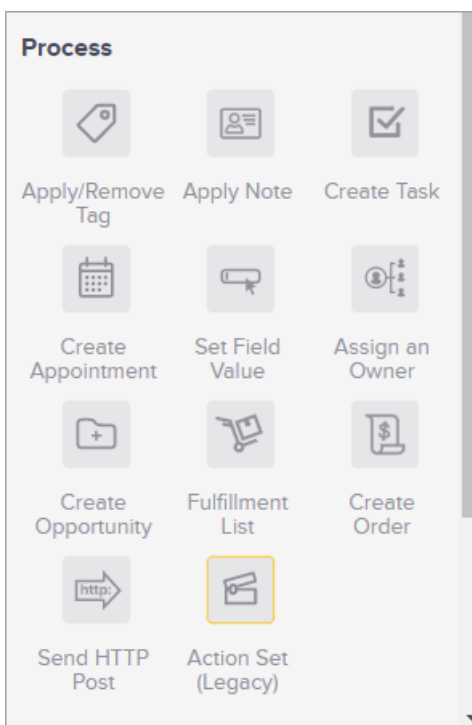 Process
Apply/Remove Tag
Apply Note
Create Task
Create Appointment
Set Field Value
Assign an Owner
Create Opportunity
Fulfillment List
$
Create Order
http:
Send HTTP Post
Action Set (Legacy)